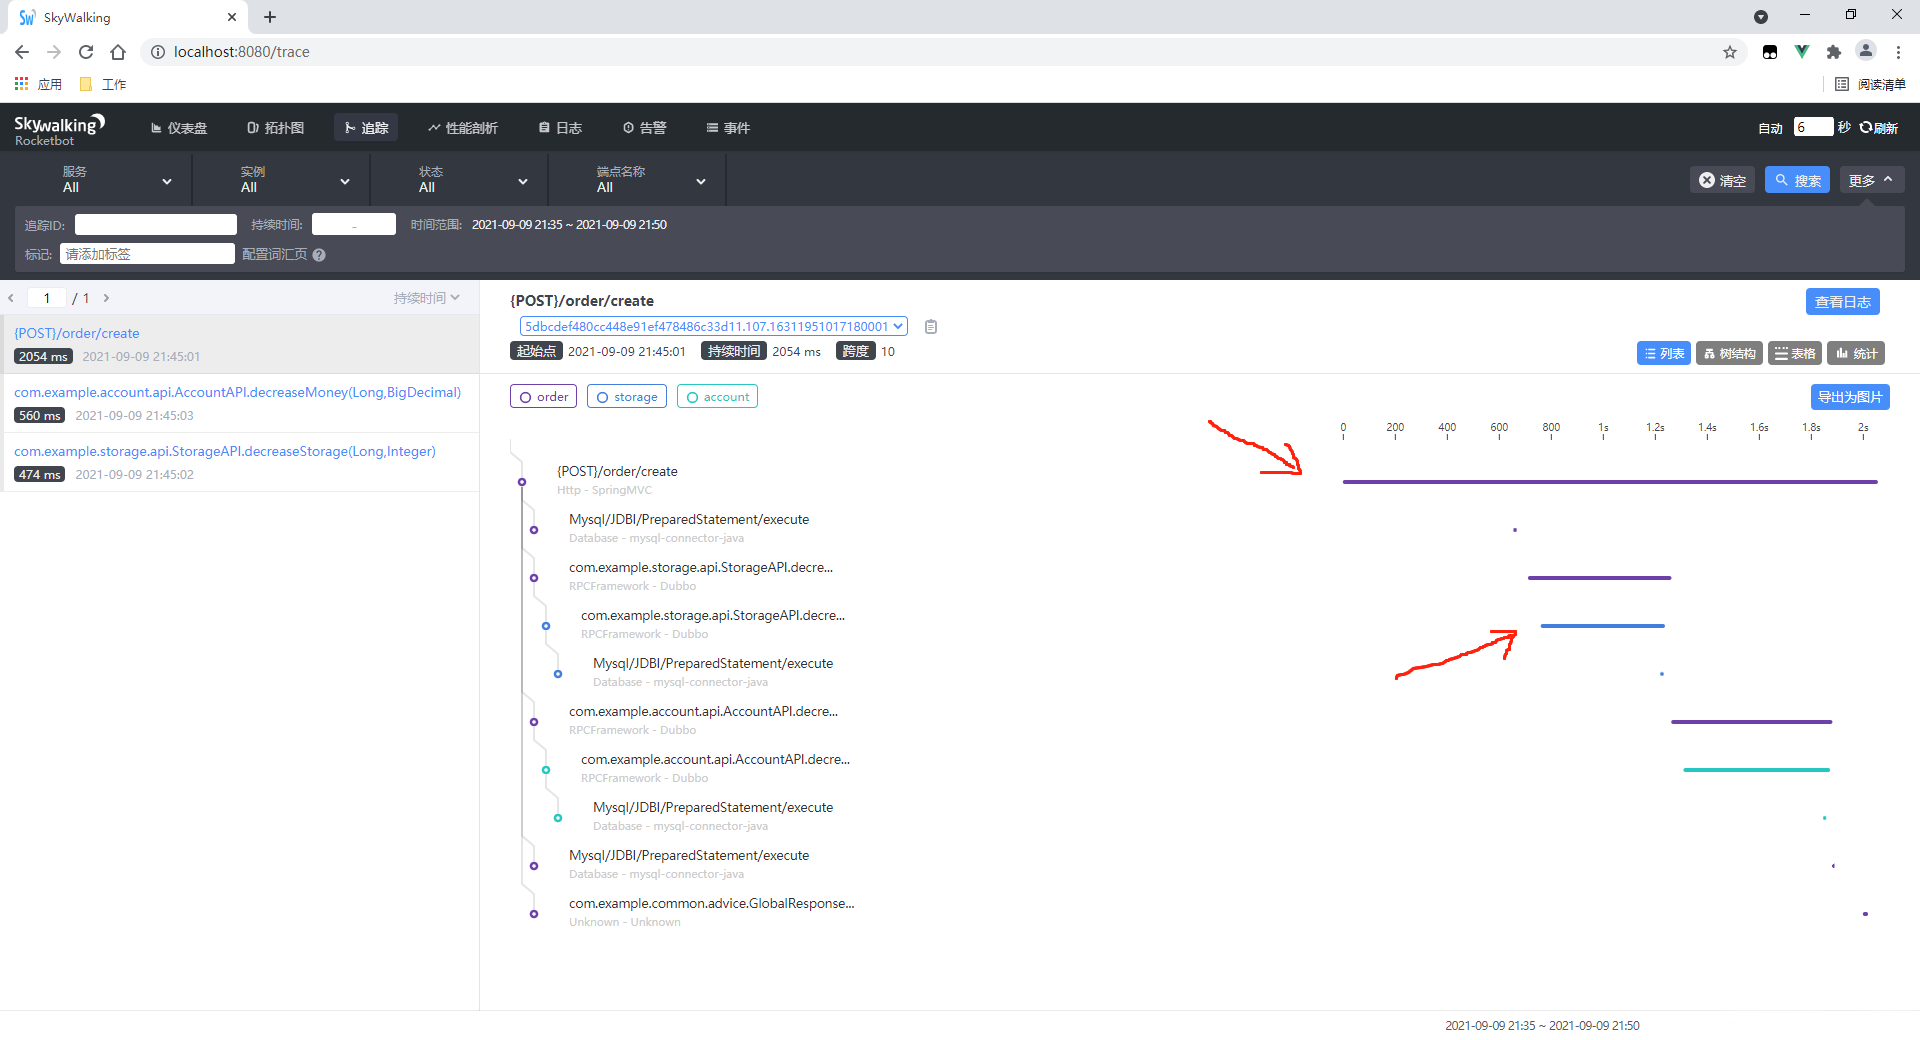 SkyWalking
localhost:8080/trace
应用 工作 阅读清单
Skywalking
Rocketbot
仪表盘 拓扑图 追踪 性能剖析 日志 告警 事件 自动 6 秒 刷新
服务 实例 状态 端点名称
All All All All
清空 搜索 更多
追踪ID: 持续时间: - 时间范围: 2021-09-09 21:35 ~ 2021-09-09 21:50
标记: 请添加标签 配置词汇页 ?
1 / 1 持续时间
{POST}/order/create
2054 ms 2021-09-09 21:45:01
com.example.account.api.AccountAPI.decreaseMoney(Long,BigDecimal)
560 ms 2021-09-09 21:45:03
com.example.storage.api.StorageAPI.decreaseStorage(Long,Integer)
474 ms 2021-09-09 21:45:02
{POST}/order/create
查看日志
5dbcdef480cc448e91ef478486c33d11.107.16311951017180001
起始点 2021-09-09 21:45:01 持续时间 2054 ms 跨度 10
列表 树结构 表格 统计
order storage account
导出为图片
0 200 400 600 800 1s 1.2s 1.4s 1.6s 1.8s 2s
{POST}/order/create
Http - SpringMVC
Mysql/JDBI/PreparedStatement/execute
Database - mysql-connector-java
com.example.storage.api.StorageAPI.decre...
RPCFramework - Dubbo
com.example.storage.api.StorageAPI.decre...
RPCFramework - Dubbo
Mysql/JDBI/PreparedStatement/execute
Database - mysql-connector-java
com.example.account.api.AccountAPI.decre...
RPCFramework - Dubbo
com.example.account.api.AccountAPI.decre...
RPCFramework - Dubbo
Mysql/JDBI/PreparedStatement/execute
Database - mysql-connector-java
Mysql/JDBI/PreparedStatement/execute
Database - mysql-connector-java
com.example.common.advice.GlobalResponse...
Unknown - Unknown
2021-09-09 21:35 ~ 2021-09-09 21:50